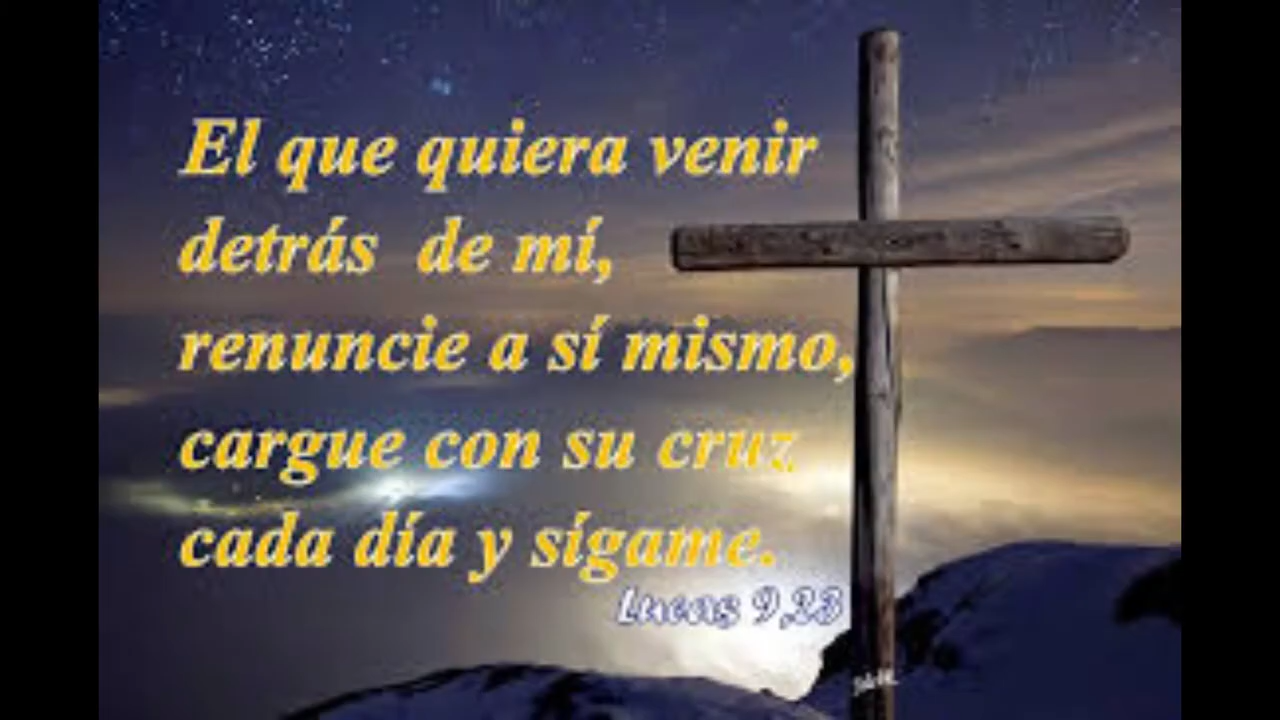 El que quiera venir
detrás de mí,
renuncie a sí mismo,
cargue con su cruz
cada día y sígame.
Lucas 9,23